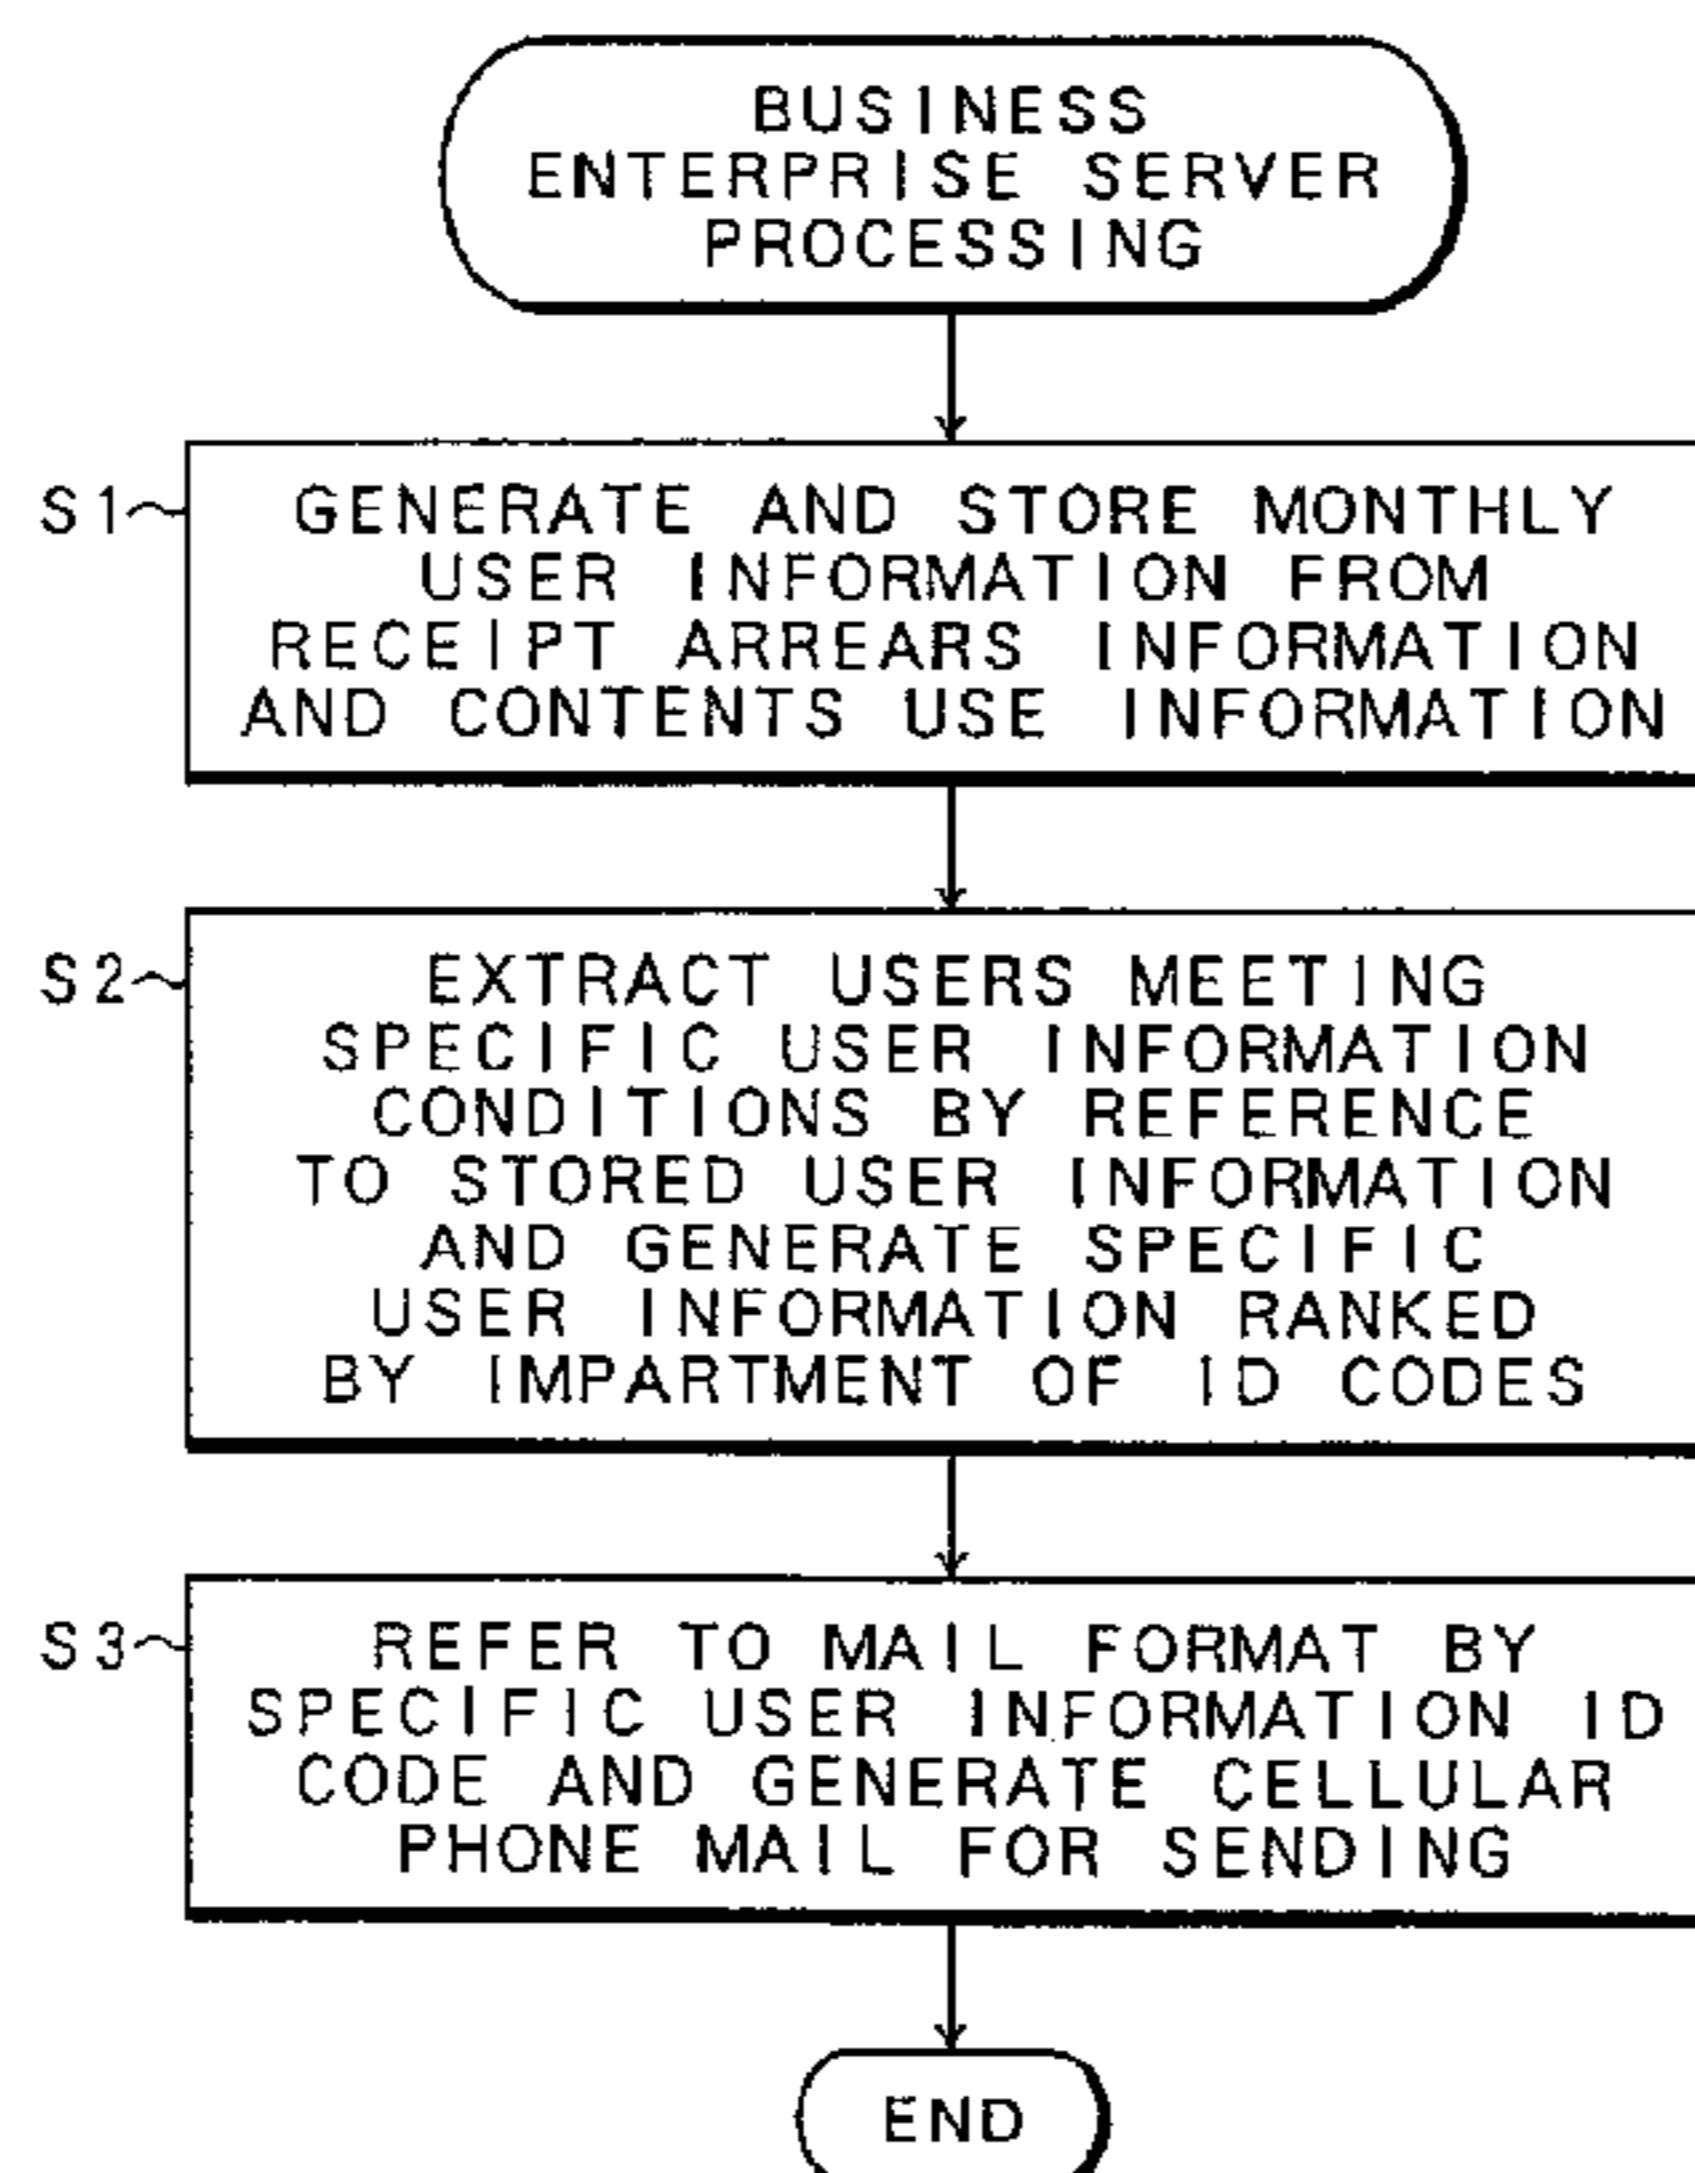 BUSINESS
ENTERPRISE SERVER
PROCESSING
S1
GENERATE AND STORE MONTHLY
USER INFORMATION FROM
RECEIPT ARREARS INFORMATION
AND CONTENTS USE INFORMATION
S2
EXTRACT USERS MEETING
SPECIFIC USER INFORMATION
CONDITIONS BY REFERENCE
TO STORED USER INFORMATION
AND GENERATE SPECIFIC
USER INFORMATION RANKED
BY IMPARTMENT OF ID CODES
S3
REFER TO MAIL FORMAT BY
SPECIFIC USER INFORMATION ID
CODE AND GENERATE CELLULAR
PHONE MAIL FOR SENDING
END